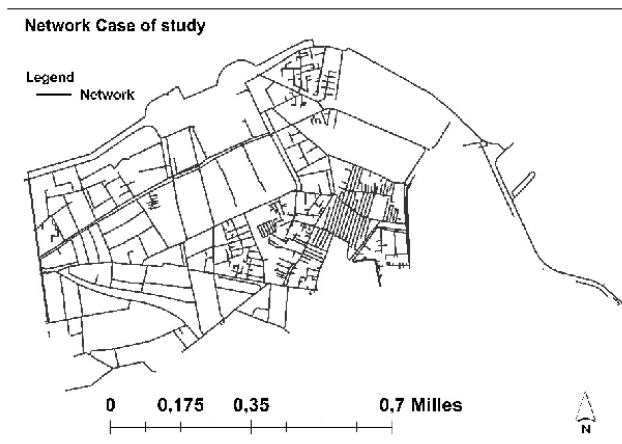 Network Case of study
Legend
Network
0 0,175 0,35 0,7 Milles
N